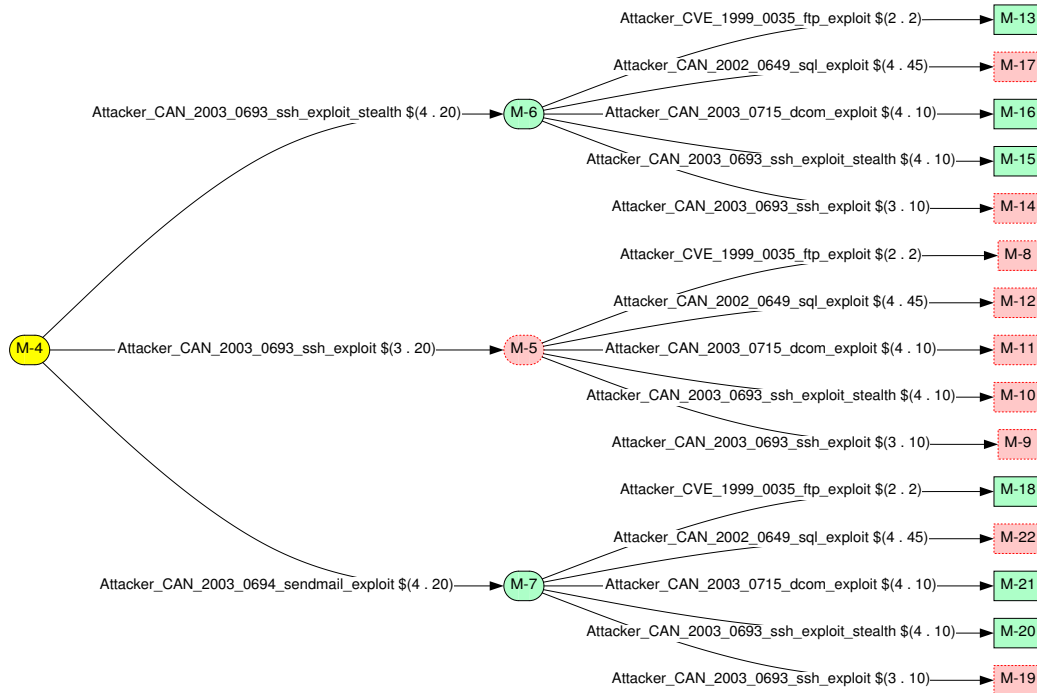 Attacker_CVE_1999_0035_ftp_exploit $(2 . 2) M-13
Attacker_CAN_2002_0649_sql_exploit $(4 . 45) M-17
Attacker_CAN_2003_0693_ssh_exploit_stealth $(4 . 20) M-6 Attacker_CAN_2003_0715_dcom_exploit $(4 . 10) M-16
Attacker_CAN_2003_0693_ssh_exploit_stealth $(4 . 10) M-15
Attacker_CAN_2003_0693_ssh_exploit $(3 . 10) M-14
Attacker_CVE_1999_0035_ftp_exploit $(2 . 2) M-8
Attacker_CAN_2002_0649_sql_exploit $(4 . 45) M-12
M-4 Attacker_CAN_2003_0693_ssh_exploit $(3 . 20) M-5 Attacker_CAN_2003_0715_dcom_exploit $(4 . 10) M-11
Attacker_CAN_2003_0693_ssh_exploit_stealth $(4 . 10) M-10
Attacker_CAN_2003_0693_ssh_exploit $(3 . 10) M-9
Attacker_CVE_1999_0035_ftp_exploit $(2 . 2) M-18
Attacker_CAN_2002_0649_sql_exploit $(4 . 45) M-22
Attacker_CAN_2003_0694_sendmail_exploit $(4 . 20) M-7 Attacker_CAN_2003_0715_dcom_exploit $(4 . 10) M-21
Attacker_CAN_2003_0693_ssh_exploit_stealth $(4 . 10) M-20
Attacker_CAN_2003_0693_ssh_exploit $(3 . 10) M-19